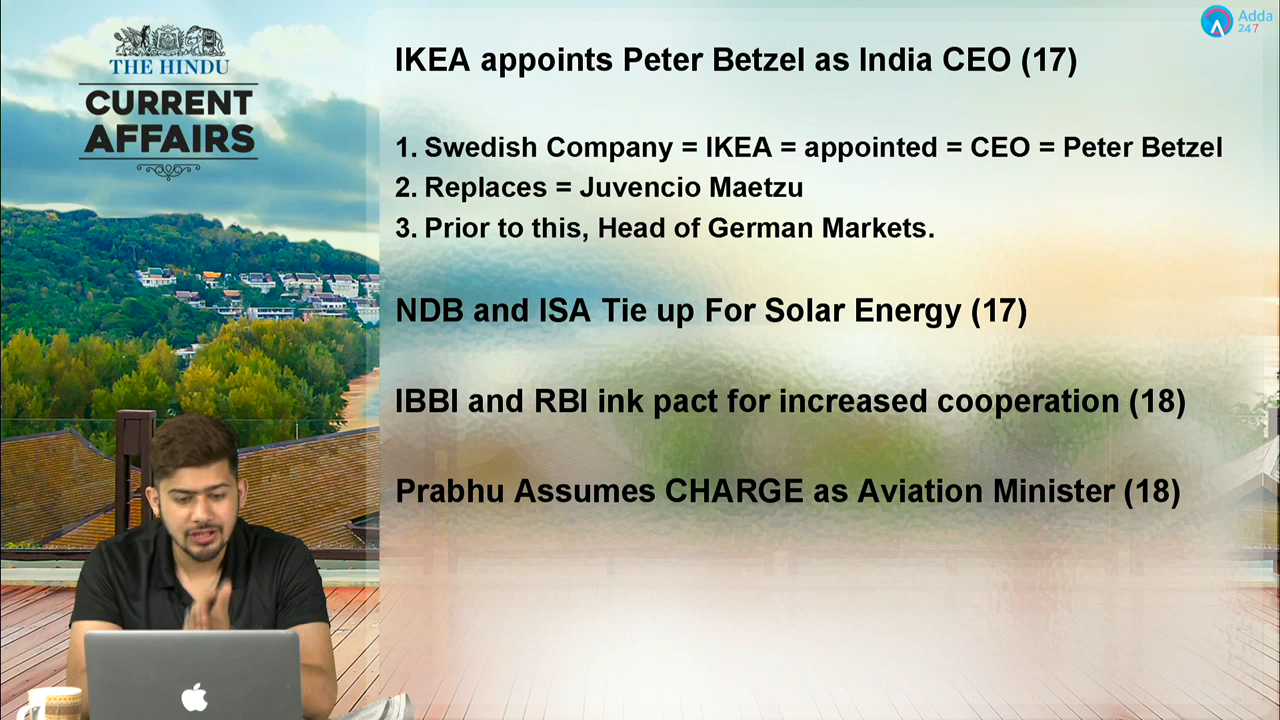 THE HINDU
CURRENT
AFFAIRS
Adda
247
IKEA appoints Peter Betzel as India CEO (17)
1. Swedish Company = IKEA = appointed = CEO = Peter Betzel
2. Replaces = Juvencio Maetzu
3. Prior to this, Head of German Markets.
NDB and ISA Tie up For Solar Energy (17)
IBBI and RBI ink pact for increased cooperation (18)
Prabhu Assumes CHARGE as Aviation Minister (18)